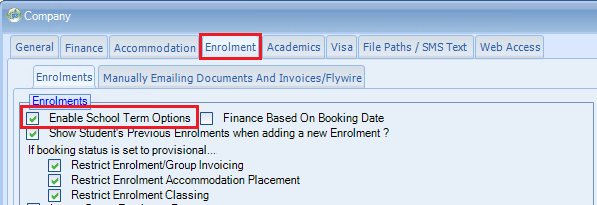 Company
General Finance Accommodation Enrolment Academics Visa File Paths / SMS Text Web Access
Enrolments Manually Emailing Documents And Invoices/Flywire
Enrolments
Enable School Term Options Finance Based On Booking Date
Show Student's Previous Enrolments when adding a new Enrolment ?
If booking status is set to provisional...
Restrict Enrolment/Group Invoicing
Restrict Enrolment Accommodation Placement
Restrict Enrolment Classing